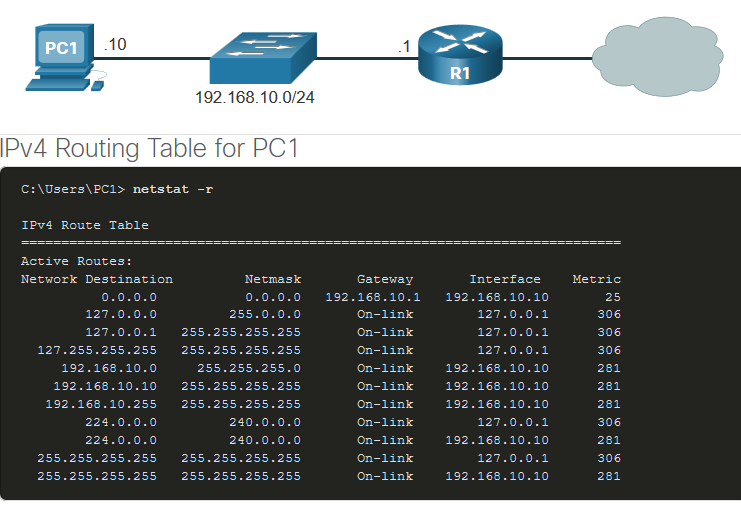 PC1 .10 .1 R1
192.168.10.0/24
IPv4 Routing Table for PC1
C:\Users\PC1> netstat -r
IPv4 Route Table
===========================================================================
Active Routes:
Network Destination Netmask Gateway Interface Metric
0.0.0.0 0.0.0.0 192.168.10.1 192.168.10.10 25
127.0.0.0 255.0.0.0 On-link 127.0.0.1 306
127.0.0.1 255.255.255.255 On-link 127.0.0.1 306
127.255.255.255 255.255.255.255 On-link 127.0.0.1 306
192.168.10.0 255.255.255.0 On-link 192.168.10.10 281
192.168.10.10 255.255.255.255 On-link 192.168.10.10 281
192.168.10.255 255.255.255.255 On-link 192.168.10.10 281
224.0.0.0 240.0.0.0 On-link 127.0.0.1 306
224.0.0.0 240.0.0.0 On-link 192.168.10.10 281
255.255.255.255 255.255.255.255 On-link 127.0.0.1 306
255.255.255.255 255.255.255.255 On-link 192.168.10.10 281